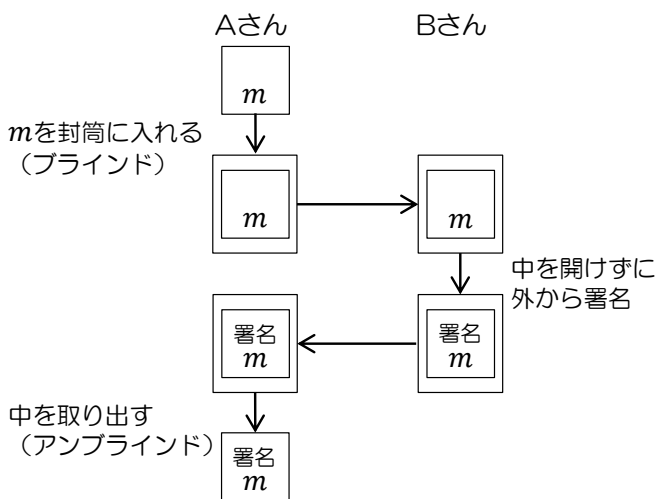 Aさん
Bさん
m
mを封筒に入れる
（ブラインド）
m
m
中を開けずに
外から署名
署名
m
署名
m
中を取り出す
（アンブラインド）
署名
m